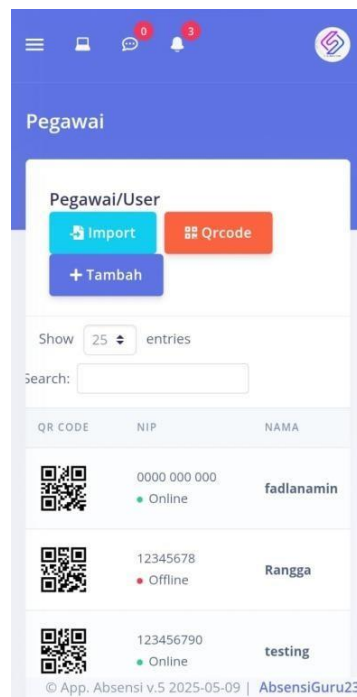 0
3
Pegawai
Pegawai/User
Import
Qrcode
+ Tambah
Show 25 entries
Search:
QR CODE NIP NAMA
0000 000 000
Online
fadlanamin
12345678
Offline
Rangga
123456790
Online
testing
© App. Absensi v.5 2025-05-09 | AbsensiGuru23